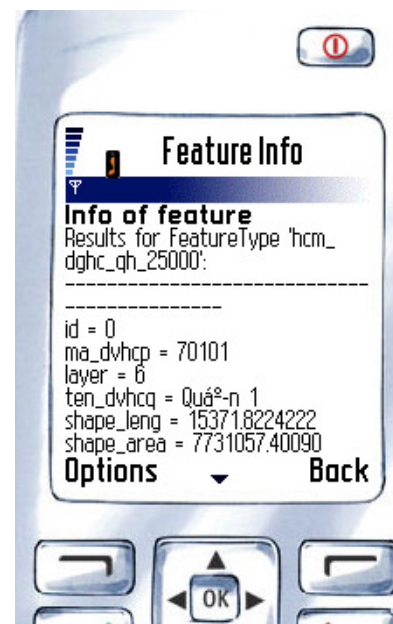 Feature Info
Info of feature
Results for FeatureType 'hcm_
dghc_qh_25000':
-----------------------------
---------------
id = 0
ma_dvhcp = 70101
layer = 6
ten_dvhcq = Quáº-n 1
shape_leng = 15371.8224222
shape_area = 7731057.40090
Options
Back
OK